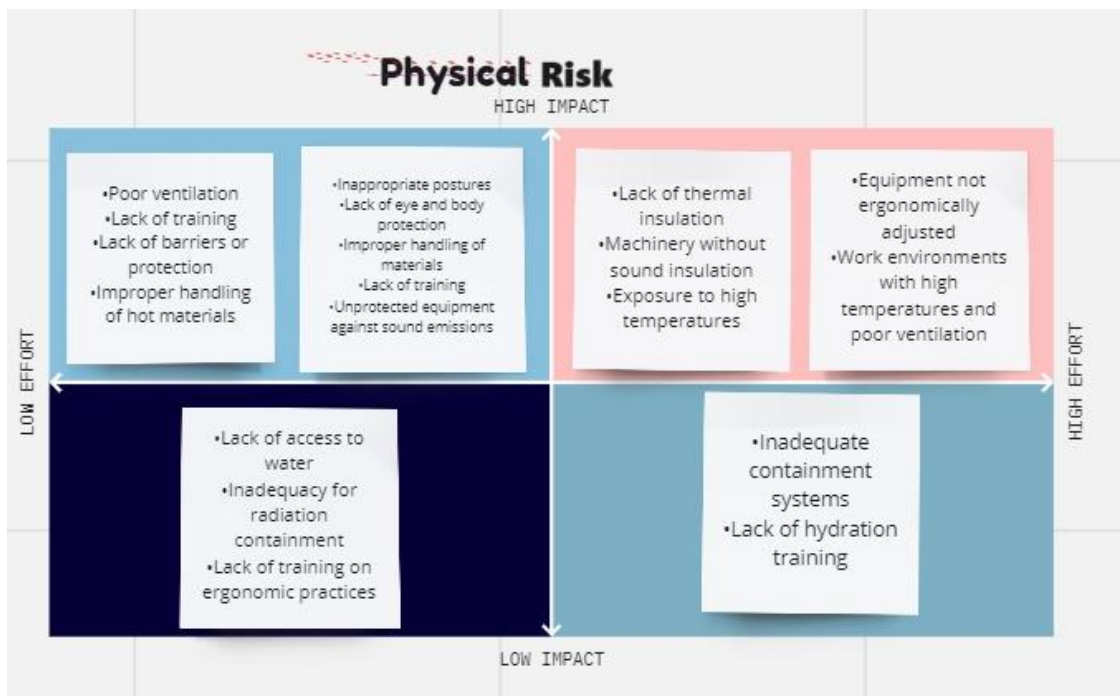 Physical Risk
HIGH IMPACT
•Poor ventilation
•Lack of training
•Lack of barriers or
protection
•Improper handling
of hot materials
•Inappropriate postures
•Lack of eye and body
protection
•Improper handling of
materials
•Lack of training
•Unprotected equipment
against sound emissions
•Lack of thermal
insulation
•Machinery without
sound insulation
•Exposure to high
temperatures
•Equipment not
ergonomically
adjusted
•Work environments
with high
temperatures and
poor ventilation
LOW EFFORT
HIGH EFFORT
•Lack of access to
water
•Inadequacy for
radiation
containment
•Lack of training on
ergonomic practices
•Inadequate
containment
systems
•Lack of hydration
training
LOW IMPACT